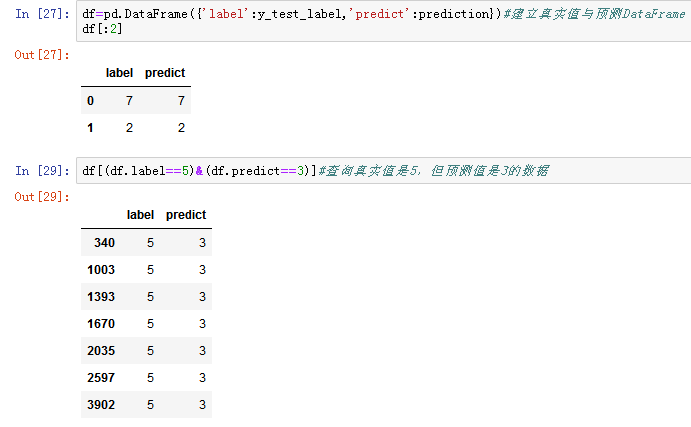 In [27]: df=pd.DataFrame({'label':y_test_label,'predict':prediction})#建立真实值与预测DataFrame
df[:2]
Out[27]:
label predict
0 7 7
1 2 2
In [29]: df[(df.label==5)&(df.predict==3)]#查询真实值是5，但预测值是3的数据
Out[29]:
label predict
340 5 3
1003 5 3
1393 5 3
1670 5 3
2035 5 3
2597 5 3
3902 5 3